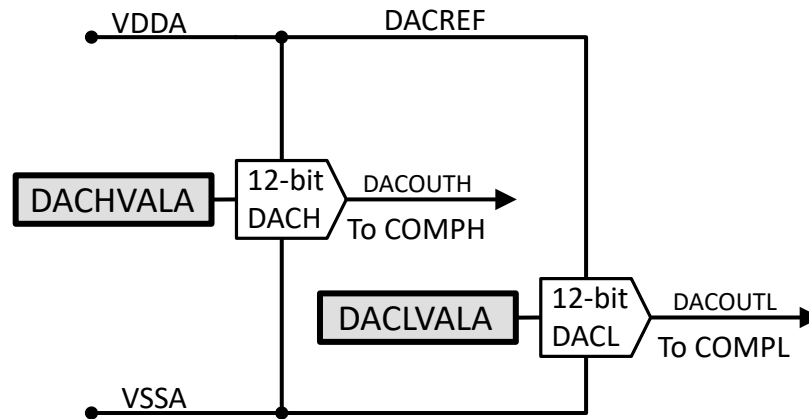 VDDA
DACREF
DACHVALA
12-bit
DACH
DACOUTH
To COMPH
DACLVALA
12-bit
DACL
DACOUTL
To COMPL
VSSA